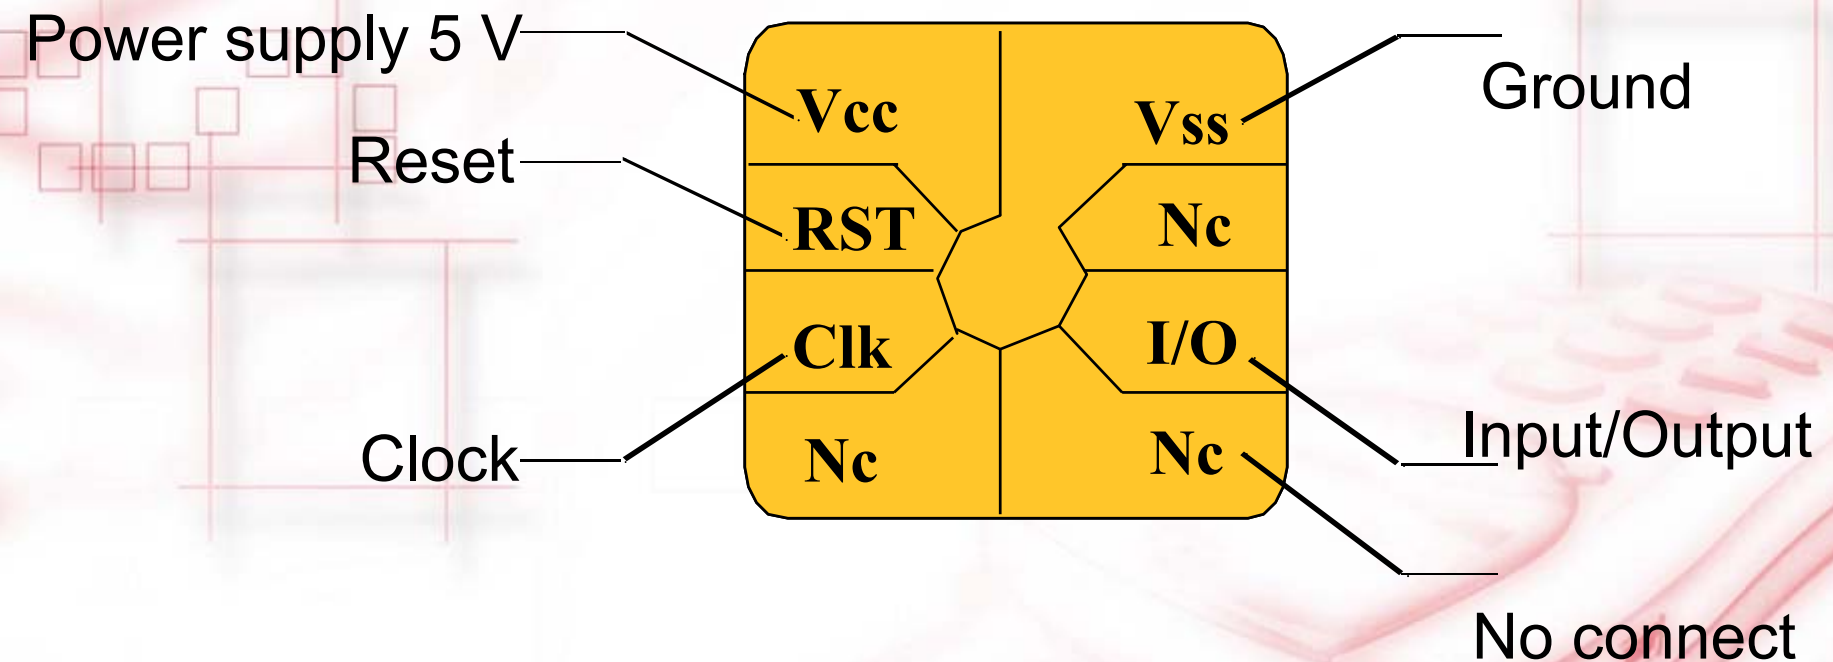 Power supply 5 V
Ground
Vcc
Vss
Reset
RST
Nc
Clk
I/O
Clock
Input/Output
Nc
Nc
No connect